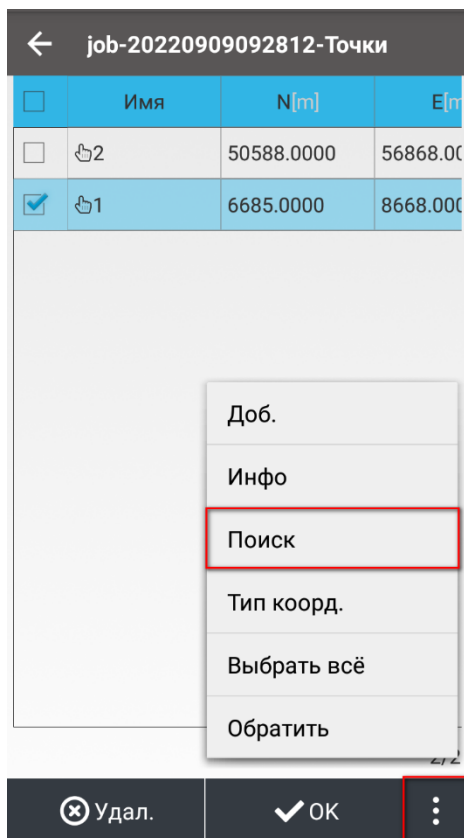 job-20220909092812-Точки
Имя N[m] E[m
2 50588.0000 56868.00
1 6685.0000 8668.000
Доб.
Инфо
Поиск
Тип коорд.
Выбрать всё
Обратить
2/2
Удал. OK